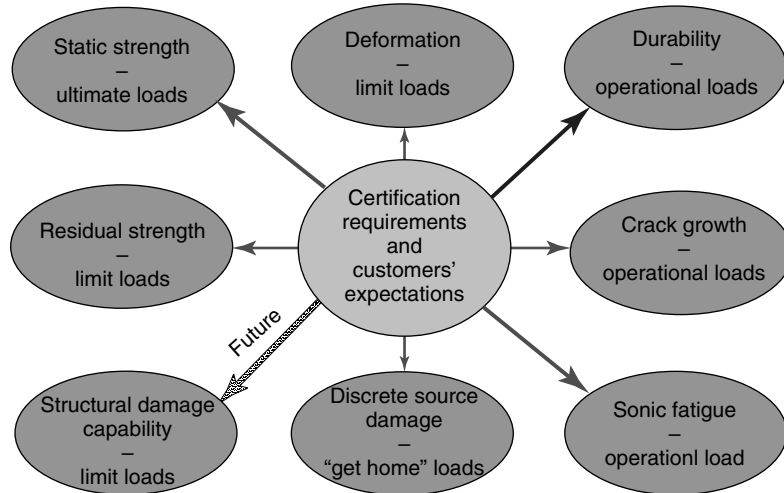 Static strength
–
ultimate loads
Deformation
–
limit loads
Durability
–
operational loads
Residual strength
–
limit loads
Certification
requirements
and
customers’
expectations
Crack growth
–
operational loads
Future
Structural damage
capability
–
limit loads
Discrete source
damage
–
“get home” loads
Sonic fatigue
–
operationl load